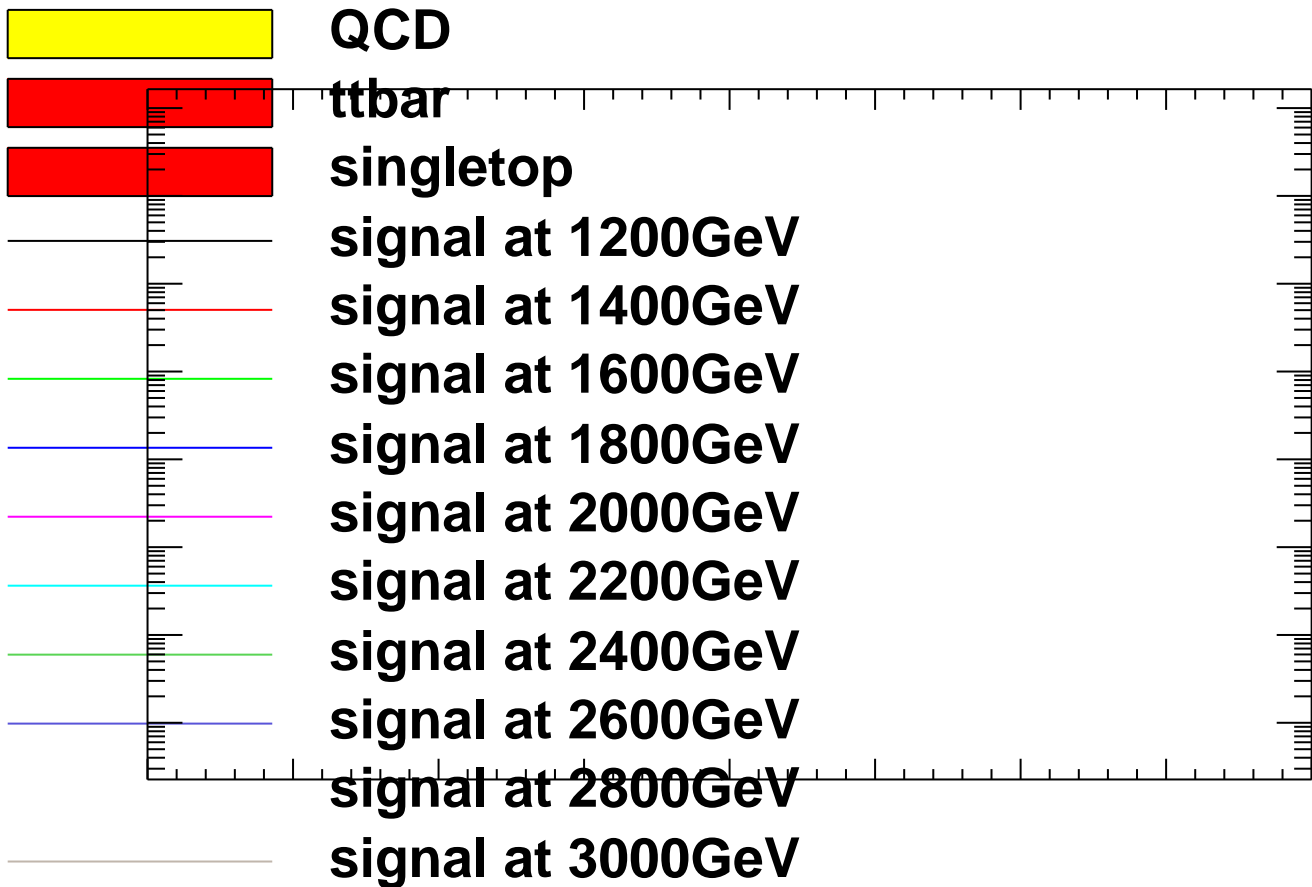 QCD
ttbar
singletop
signal at 1200GeV
signal at 1400GeV
signal at 1600GeV
signal at 1800GeV
signal at 2000GeV
signal at 2200GeV
signal at 2400GeV
signal at 2600GeV
signal at 2800GeV
signal at 3000GeV